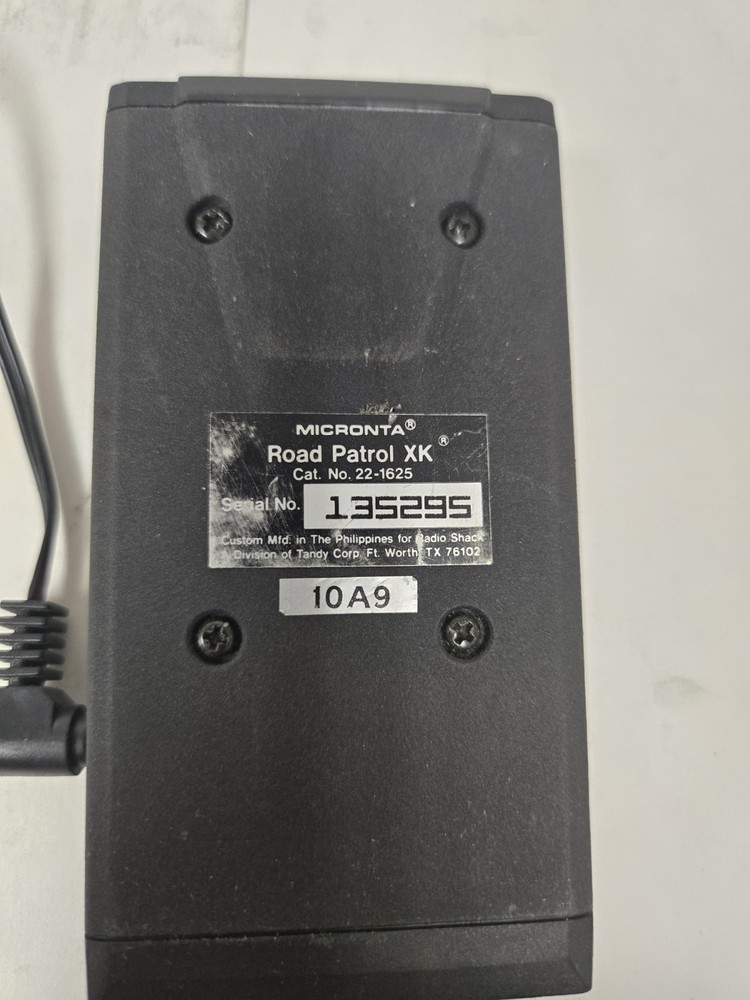 MICRONTA®
Road Patrol XK®
Cat. No. 22-1625
Serial No. 135295
Custom Mfd. in The Philippines for Radio Shack
A Division of Tandy Corp. Ft. Worth, TX 76102
10A9